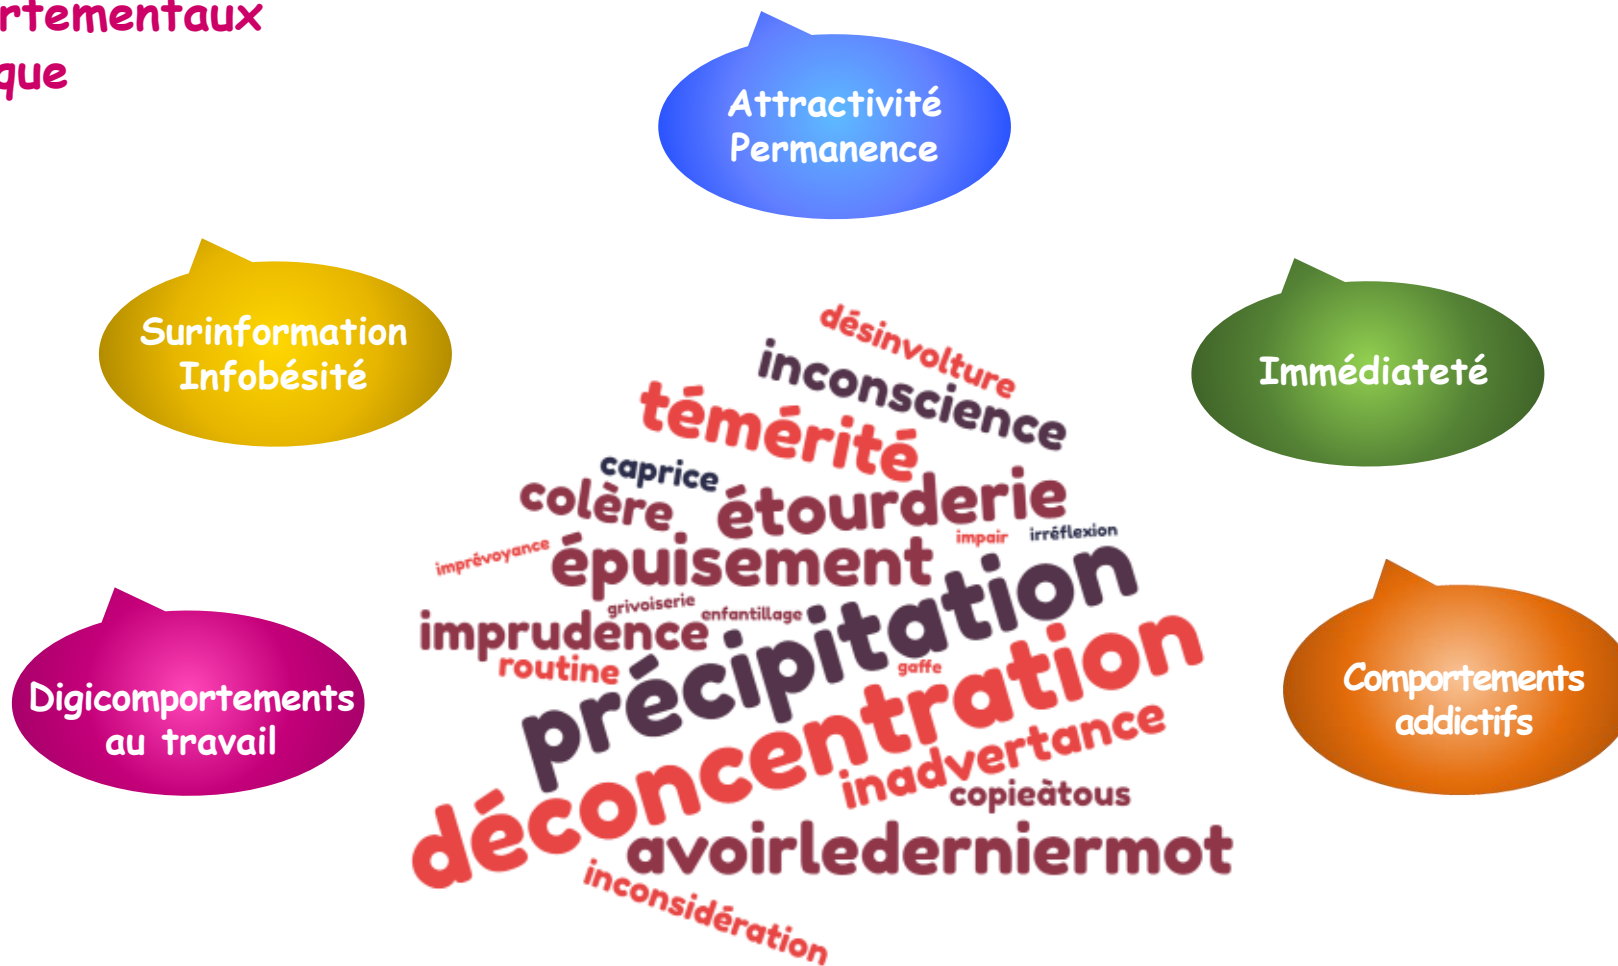 rtementaux
que
Attractivité
Permanence
Surinformation
Infobésité
Immédiateté
Digicomportements
au travail
Comportements
addictifs
désinvolture
inconscience
témérité
caprice
colère
étourderie
impair
irréflexion
imprévoyance
épuisement
grivoiserie
enfantillage
imprudence
précipitation
routine
gaffe
déconcentration
inadvertance
copieàtous
avoirlederniermot
inconsidération